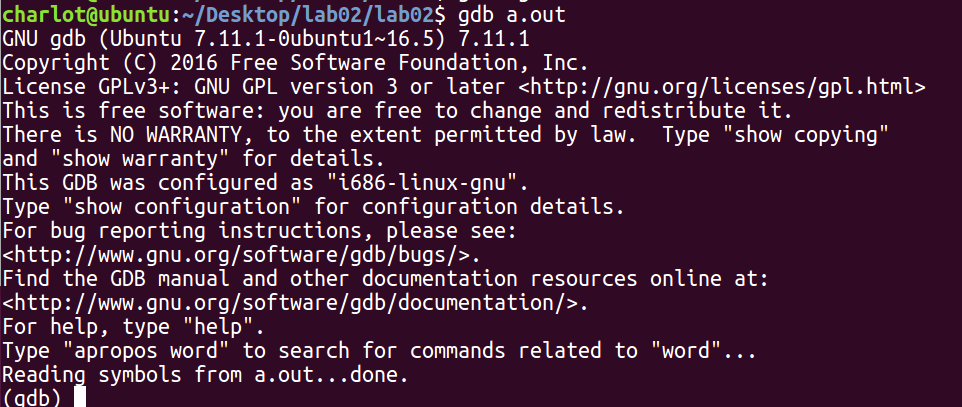 charlot@ubuntu:~/Desktop/lab02/lab02$ gdb a.out
GNU gdb (Ubuntu 7.11.1-0ubuntu1~16.5) 7.11.1
Copyright (C) 2016 Free Software Foundation, Inc.
License GPLv3+: GNU GPL version 3 or later <http://gnu.org/licenses/gpl.html>
This is free software: you are free to change and redistribute it.
There is NO WARRANTY, to the extent permitted by law.  Type "show copying"
and "show warranty" for details.
This GDB was configured as "i686-linux-gnu".
Type "show configuration" for configuration details.
For bug reporting instructions, please see:
<http://www.gnu.org/software/gdb/bugs/>.
Find the GDB manual and other documentation resources online at:
<http://www.gnu.org/software/gdb/documentation/>.
For help, type "help".
Type "apropos word" to search for commands related to "word"...
Reading symbols from a.out...done.
(gdb)